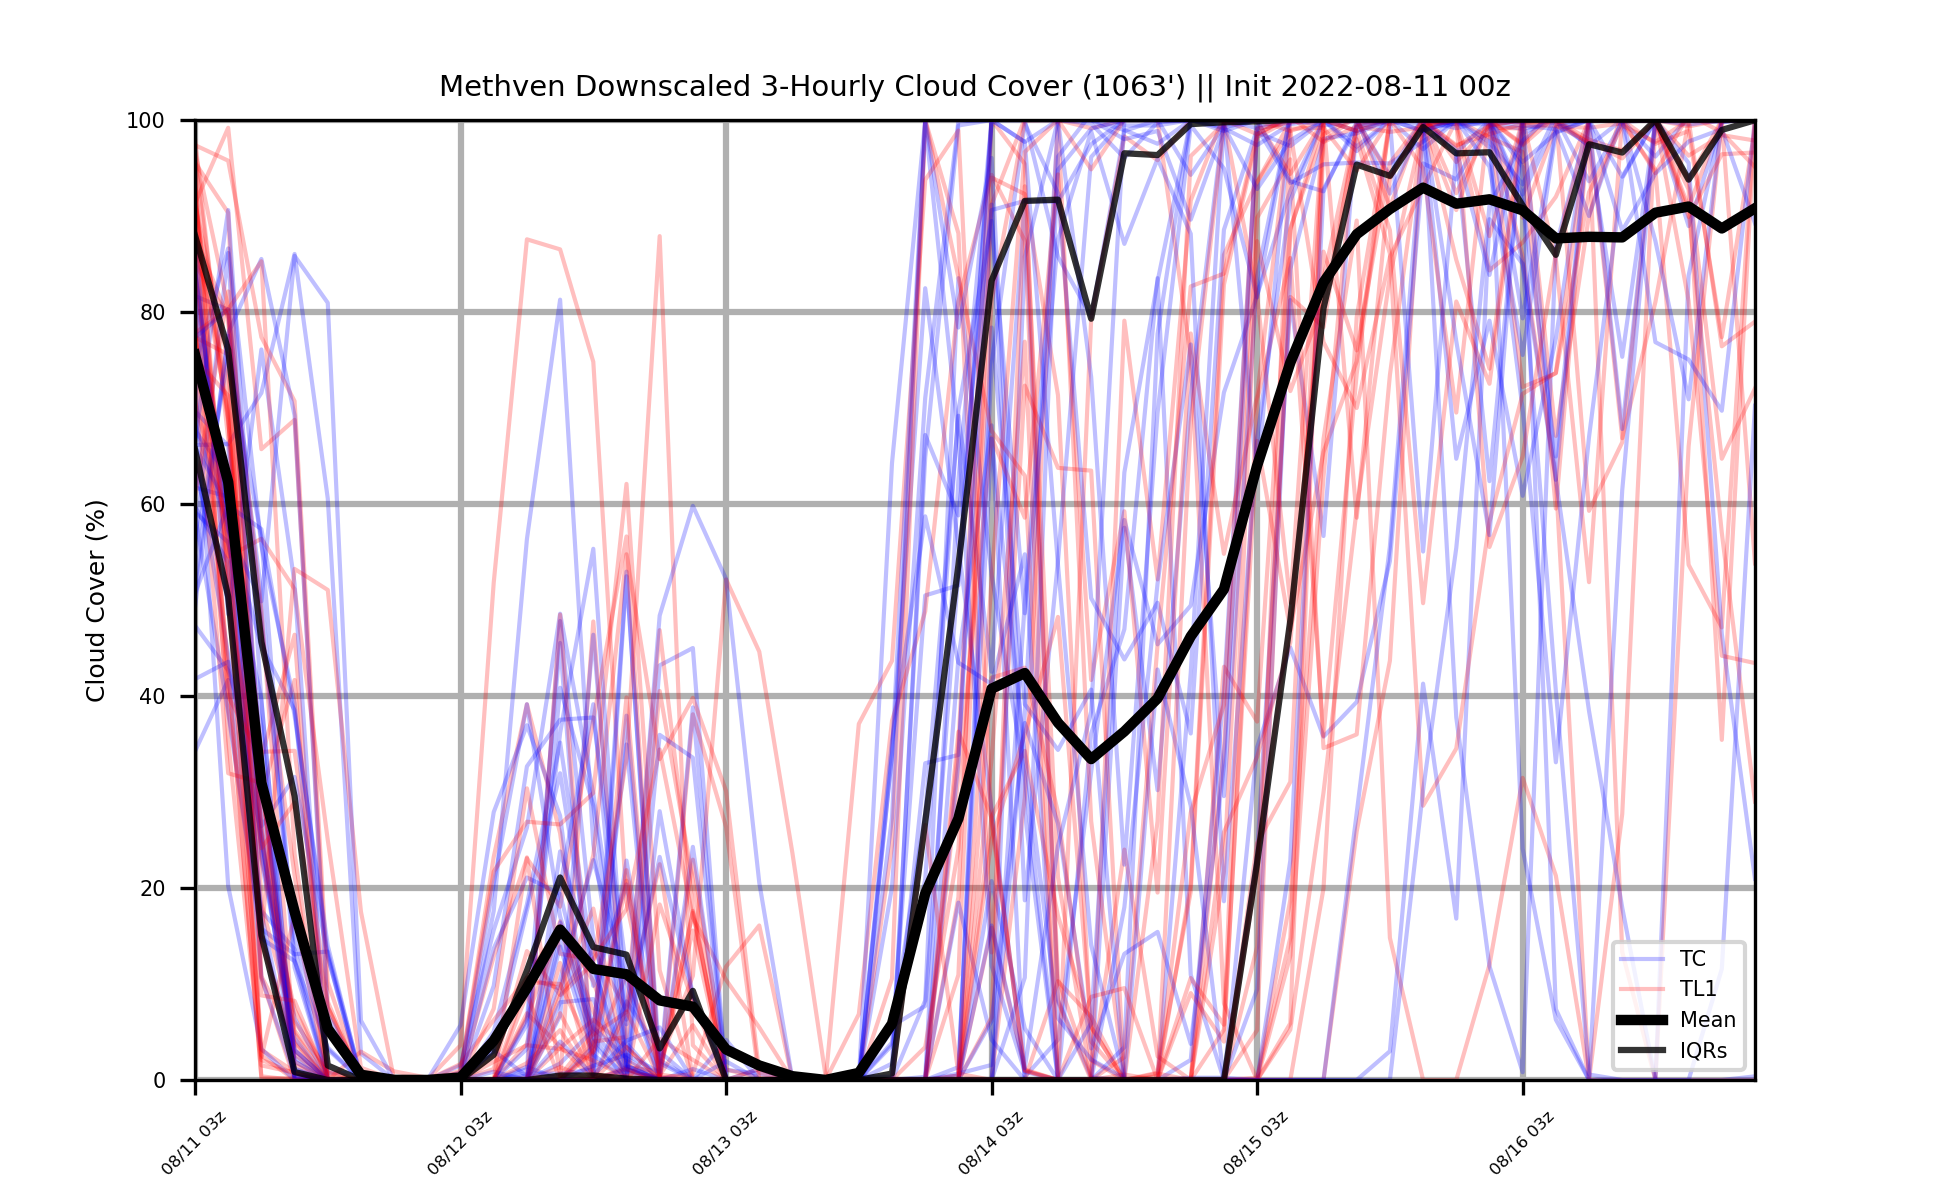 Methven Downscaled 3-Hourly Cloud Cover (1063') || Init 2022-08-11 00z
Cloud Cover (%)
100
80
60
40
20
0
08/11 03z
08/12 03z
08/13 03z
08/14 03z
08/15 03z
08/16 03z
TC
TL1
Mean
IQRs